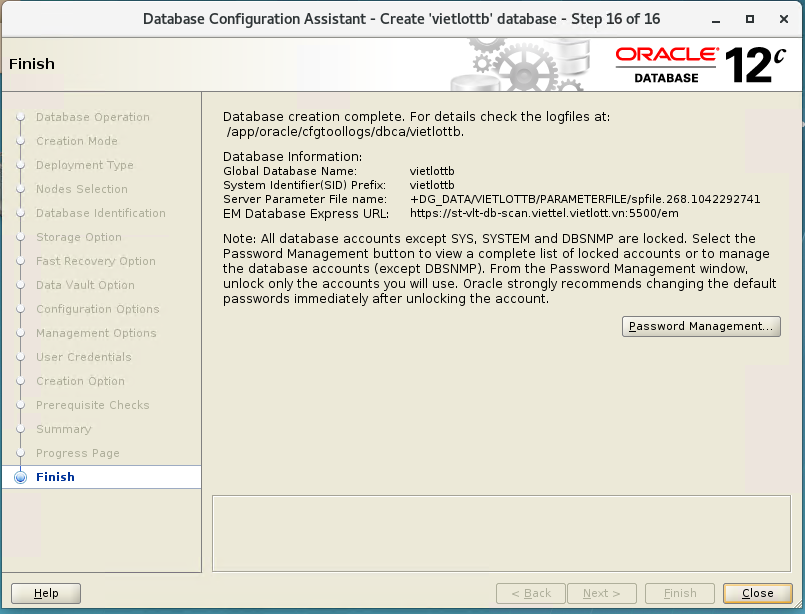 Database Configuration Assistant - Create 'vietlottb' database - Step 16 of 16
Finish
ORACLE®
DATABASE
12c
Database Operation
Creation Mode
Deployment Type
Nodes Selection
Database Identification
Storage Option
Fast Recovery Option
Data Vault Option
Configuration Options
Management Options
User Credentials
Creation Option
Prerequisite Checks
Summary
Progress Page
Finish
Database creation complete. For details check the logfiles at:
/app/oracle/cfgtoollogs/dbca/vietlottb.
Database Information:
Global Database Name: vietlottb
System Identifier(SID) Prefix: vietlottb
Server Parameter File name: +DG_DATA/VIETLOTTB/PARAMETERFILE/spfile.268.1042292741
EM Database Express URL: https://st-vlt-db-scan.viettel.vietlott.vn:5500/em
Note: All database accounts except SYS, SYSTEM and DBSNMP are locked. Select the
Password Management button to view a complete list of locked accounts or to manage
the database accounts (except DBSNMP). From the Password Management window,
unlock only the accounts you will use. Oracle strongly recommends changing the default
passwords immediately after unlocking the account.
Password Management...
Help
< Back
Next >
Finish
Close